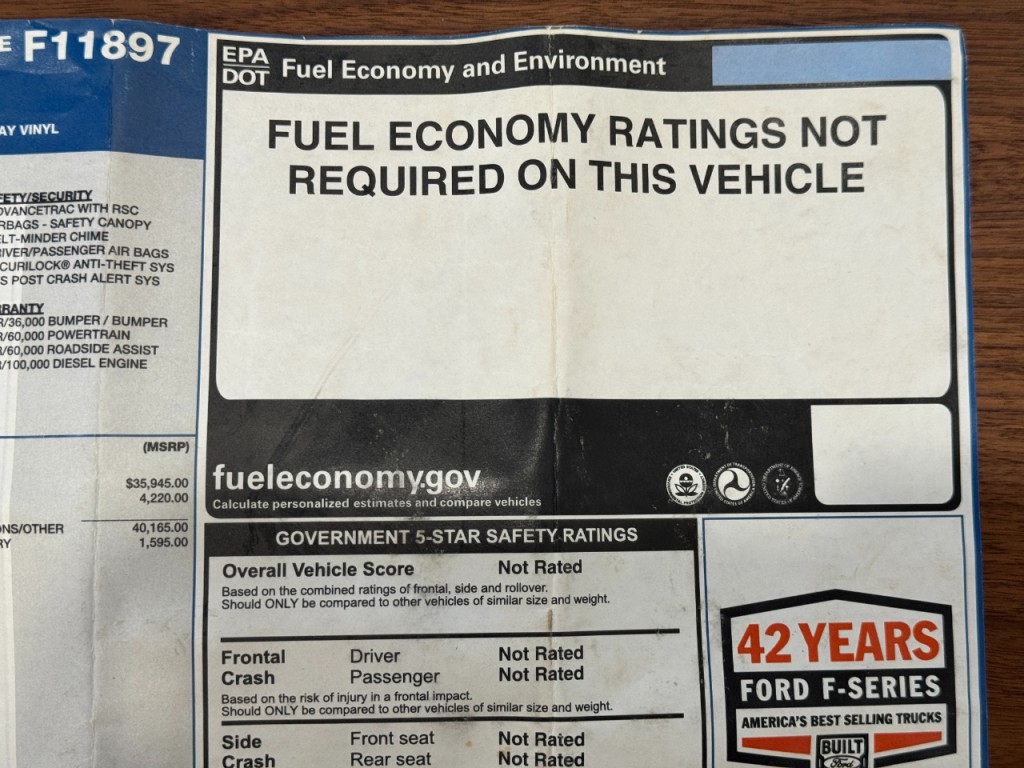 E F11897
AY VINYL
FETY/SECURITY
DVANCETRAC WITH RSC
RBAGS - SAFETY CANOPY
ELT-MINDER CHIME
RIVER/PASSENGER AIR BAGS
CURILOCK® ANTI-THEFT SYS
S POST CRASH ALERT SYS
RRANTY
R/36,000 BUMPER / BUMPER
R/60,000 POWERTRAIN
R/60,000 ROADSIDE ASSIST
R/100,000 DIESEL ENGINE
(MSRP)
$35,945.00
4,220.00
ONS/OTHER 40,165.00
RY 1,595.00
EPA
DOT
Fuel Economy and Environment
FUEL ECONOMY RATINGS NOT
REQUIRED ON THIS VEHICLE
fueleconomy.gov
Calculate personalized estimates and compare vehicles
GOVERNMENT 5-STAR SAFETY RATINGS
Overall Vehicle Score Not Rated
Based on the combined ratings of frontal, side and rollover.
Should ONLY be compared to other vehicles of similar size and weight.
Frontal Driver Not Rated
Crash Passenger Not Rated
Based on the risk of injury in a frontal impact.
Should ONLY be compared to other vehicles of similar size and weight.
Side Front seat Not Rated
Crash Rear seat Not Rated
42 YEARS
FORD F-SERIES
AMERICA'S BEST SELLING TRUCKS
BUILT
Ford